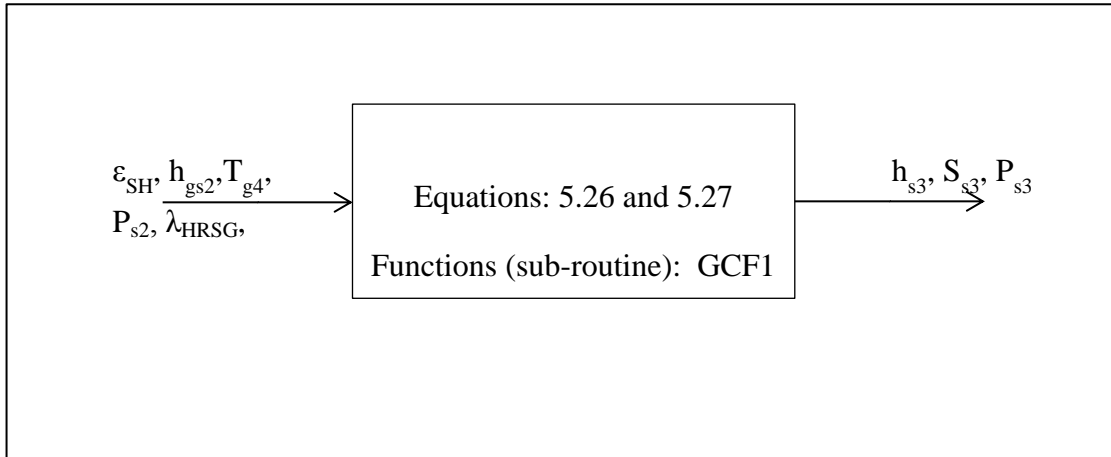 ε_SH, h_gs2,T_g4,
P_s2, λ_HRSG,
Equations: 5.26 and 5.27
Functions (sub-routine): GCF1
h_s3, S_s3, P_s3